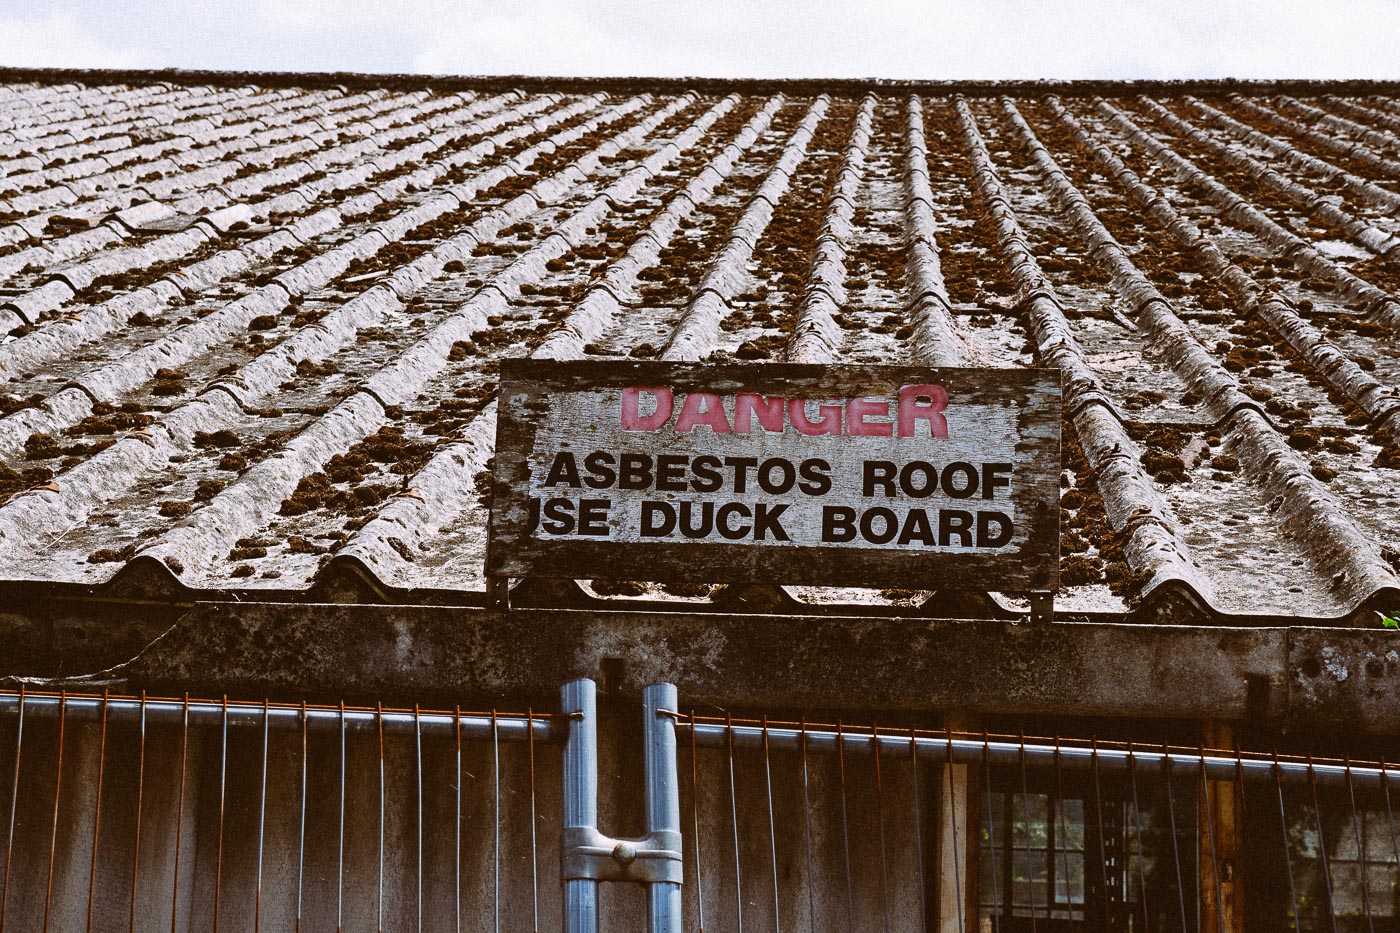 DANGER
ASBESTOS ROOF
USE DUCK BOARD